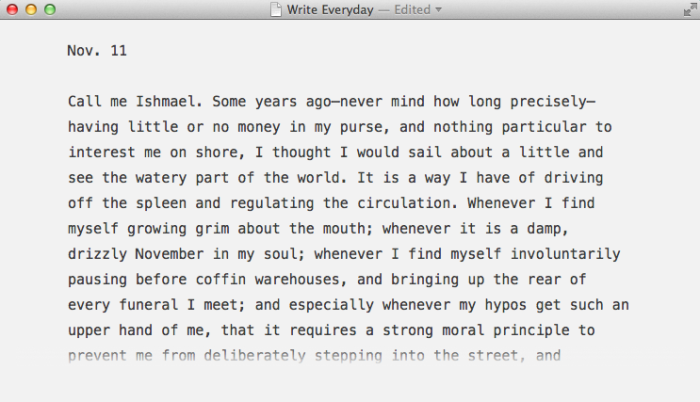 Write Everyday — Edited
Nov. 11
Call me Ishmael. Some years ago—never mind how long precisely—
having little or no money in my purse, and nothing particular to
interest me on shore, I thought I would sail about a little and
see the watery part of the world. It is a way I have of driving
off the spleen and regulating the circulation. Whenever I find
myself growing grim about the mouth; whenever it is a damp,
drizzly November in my soul; whenever I find myself involuntarily
pausing before coffin warehouses, and bringing up the rear of
every funeral I meet; and especially whenever my hypos get such an
upper hand of me, that it requires a strong moral principle to
prevent me from deliberately stepping into the street, and